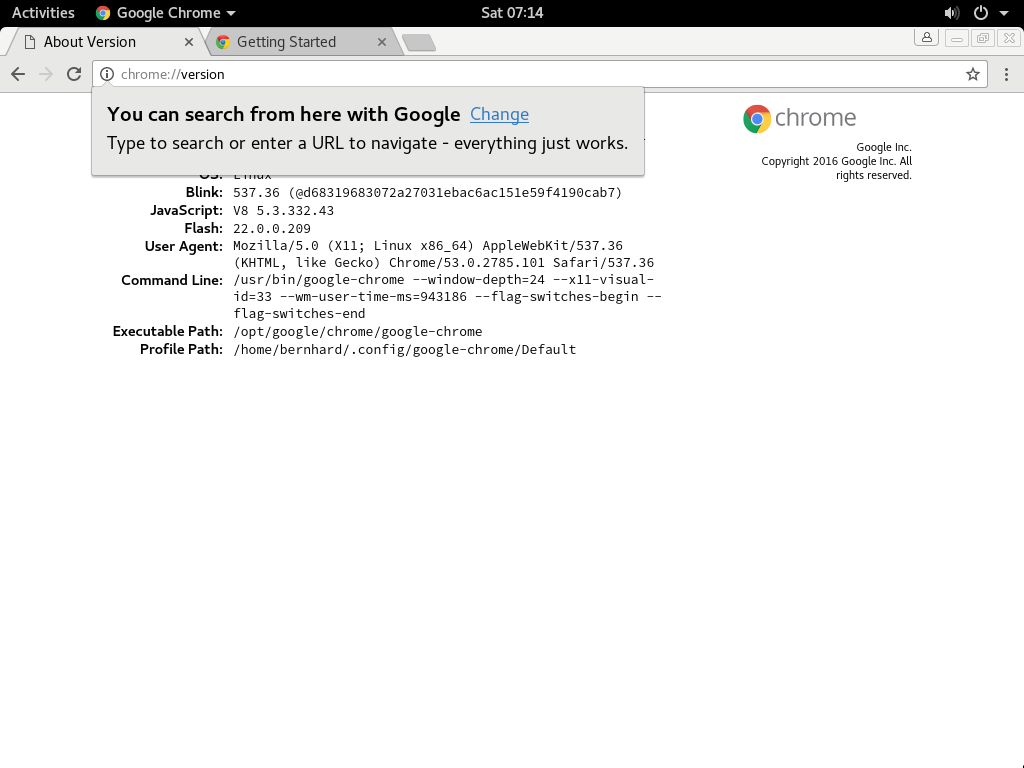 Activities Google Chrome Sat 07:14
About Version Getting Started
chrome://version
You can search from here with Google Change
Type to search or enter a URL to navigate - everything just works.
chrome
Google Inc.
Copyright 2016 Google Inc. All
rights reserved.
OS: Linux
Blink: 537.36 (@d68319683072a27031ebac6ac151e59f4190cab7)
JavaScript: V8 5.3.332.43
Flash: 22.0.0.209
User Agent: Mozilla/5.0 (X11; Linux x86_64) AppleWebKit/537.36
(KHTML, like Gecko) Chrome/53.0.2785.101 Safari/537.36
Command Line: /usr/bin/google-chrome --window-depth=24 --x11-visual-
id=33 --wm-user-time-ms=943186 --flag-switches-begin --
flag-switches-end
Executable Path: /opt/google/chrome/google-chrome
Profile Path: /home/bernhard/.config/google-chrome/Default